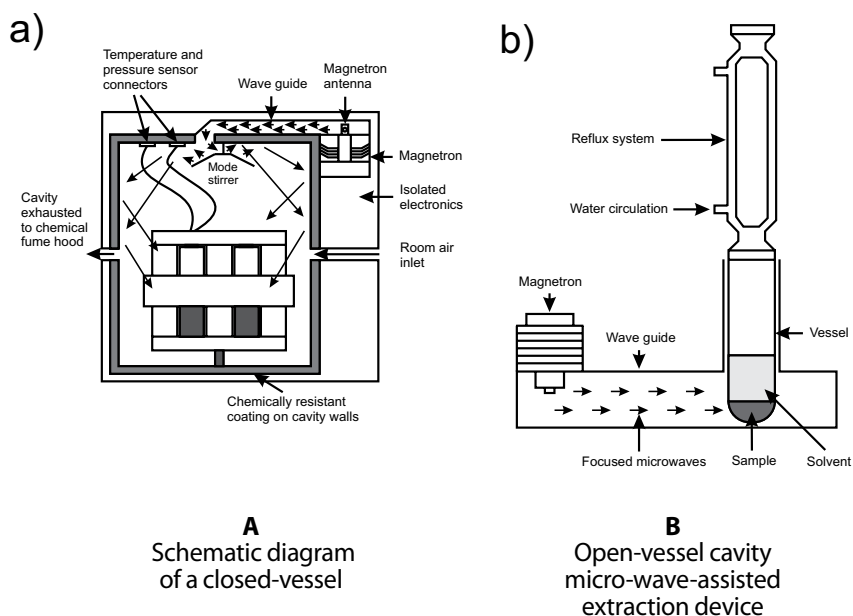 a)
Temperature and
pressure sensor
connectors
Wave guide
Magnetron
antenna
Magnetron
Mode
stirrer
Isolated
electronics
Cavity
exhausted
to chemical
fume hood
Room air
inlet
Chemically resistant
coating on cavity walls
A
Schematic diagram
of a closed-vessel
b)
Reflux system
Water circulation
Magnetron
Wave guide
Vessel
Focused microwaves
Sample
Solvent
B
Open-vessel cavity
micro-wave-assisted
extraction device